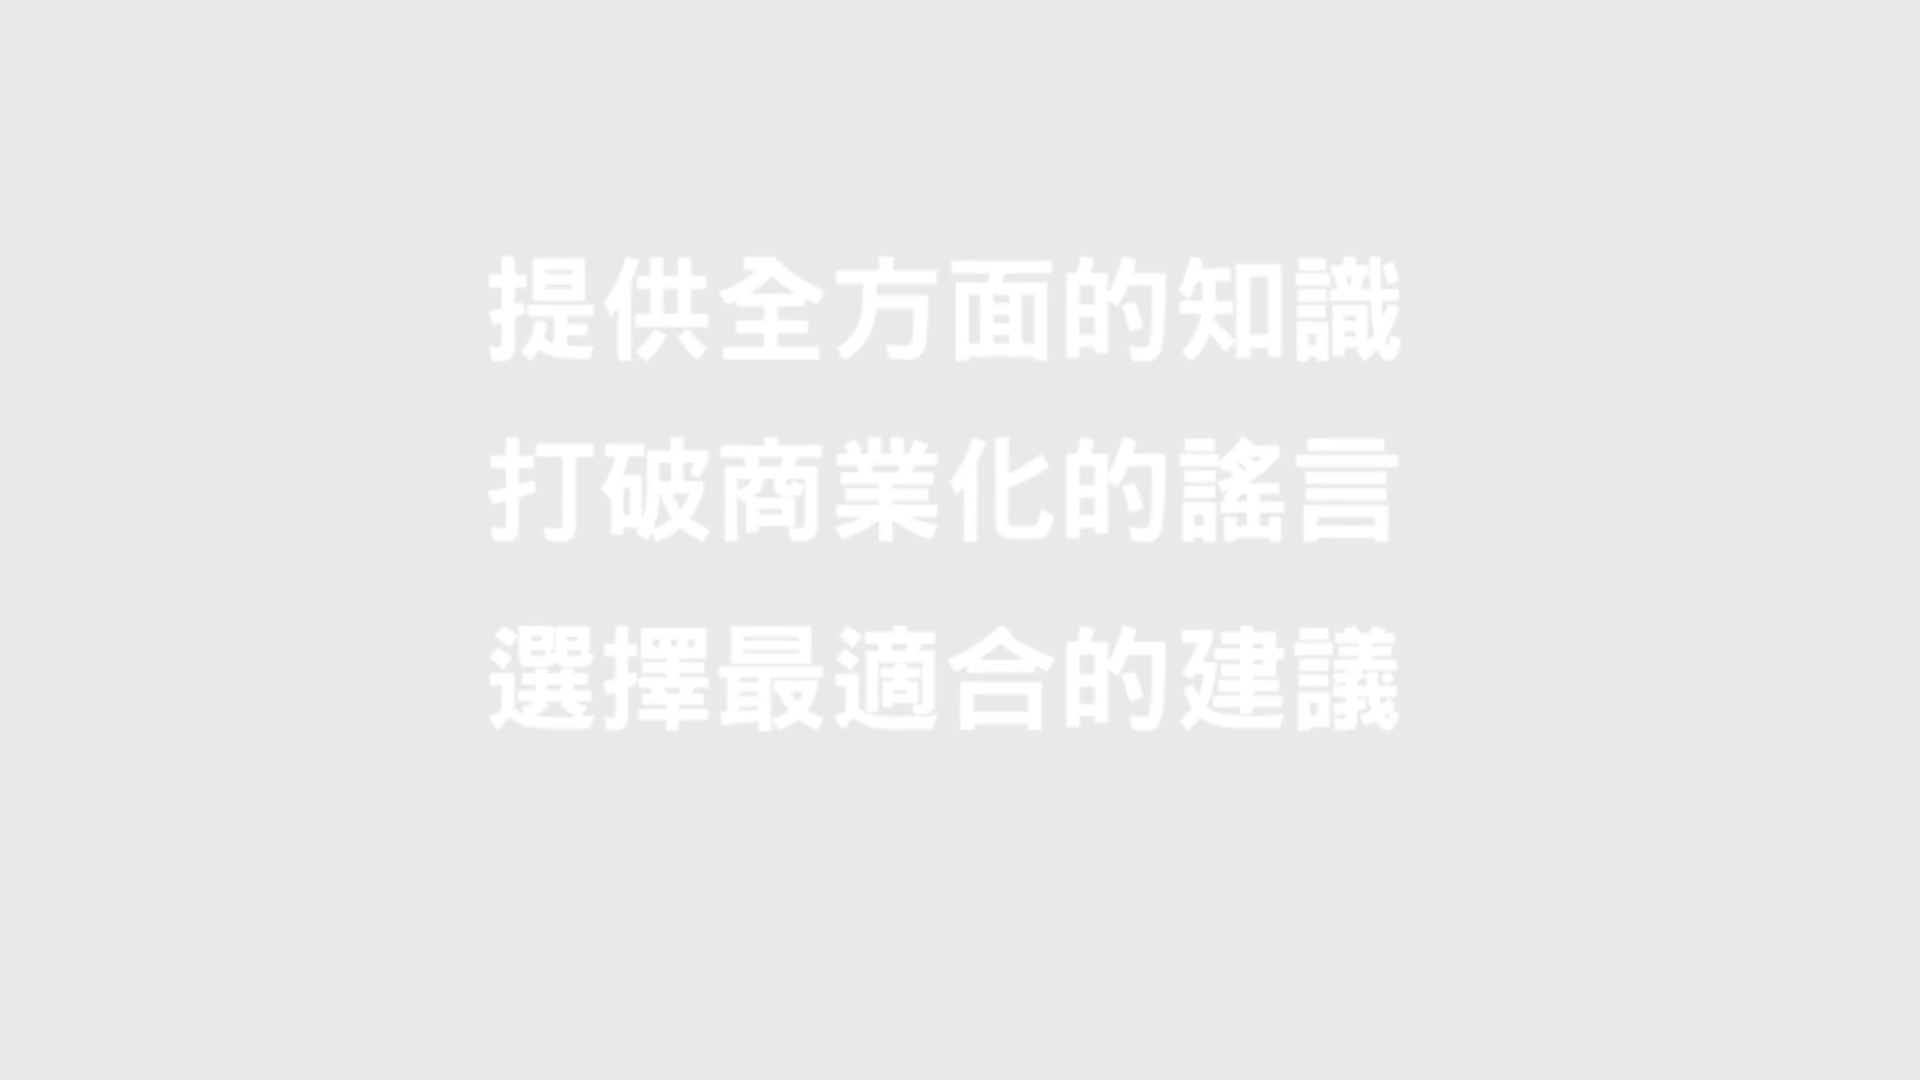 提供全方面的知識
打破商業化的謠言
選擇最適合的建議